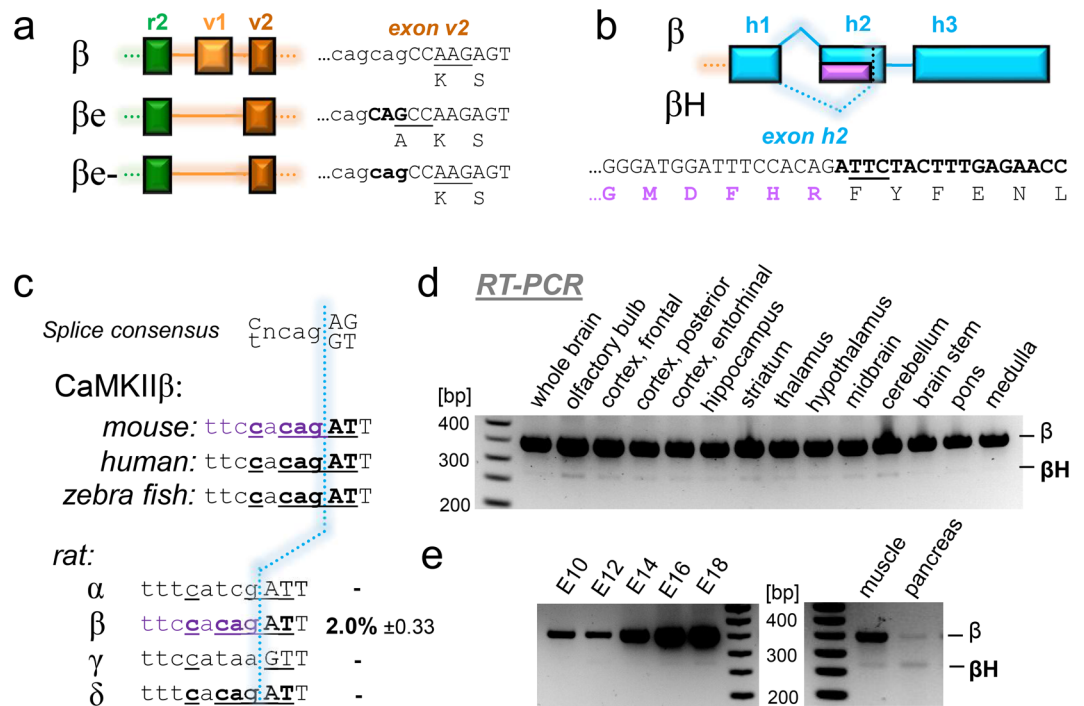 a
r2 v1 v2 exon v2
β …cagcagCCAAGAGT
K S
βe …cagCAGCCAAGAGT
A K S
βe- …cagcagCCAAGAGT
K S
b
h1 h2 h3
β
βH
exon h2
…GGGATGGATTTCCACAGATTCTACTTTGAGAACC
…G M D F H R F Y F E N L
c
Splice consensus c/t ncag AG/GT
CaMKIIβ:
mouse: ttccacagATT
human: ttccacagATT
zebra fish: ttccacagATT
rat:
α tttcatcgATT -
β ttccacagATT 2.0% ±0.33
γ ttccataaGTT -
δ tttcacagATT -
d RT-PCR
whole brain
olfactory bulb
cortex, frontal
cortex, posterior
cortex, entorhinal
hippocampus
striatum
thalamus
hypothalamus
midbrain
cerebellum
brain stem
pons
medulla
[bp]
400
300
200
β
βH
e
E10 E12 E14 E16 E18
[bp]
400
300
200
muscle pancreas
β
βH